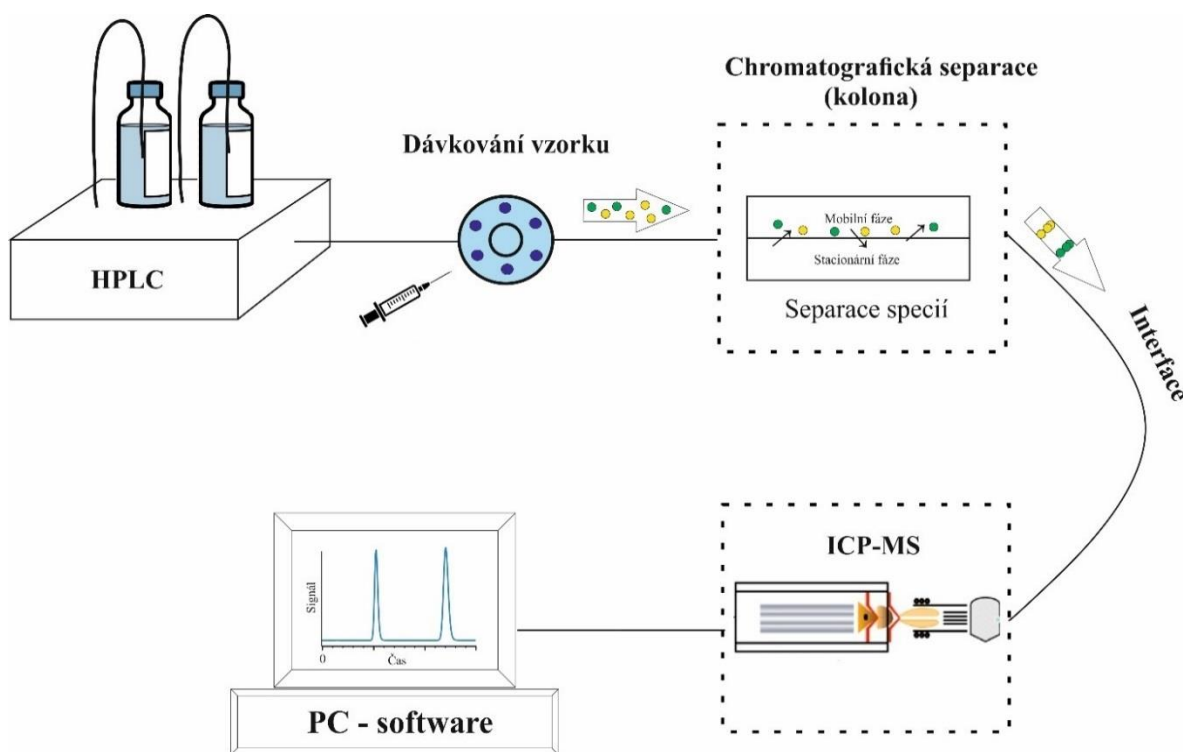 Chromatografická separace
(kolona)
Dávkování vzorku
HPLC
Mobilní fáze
Stacionární fáze
Separace specií
Interface
ICP-MS
Signál
0
Čas
PC - software